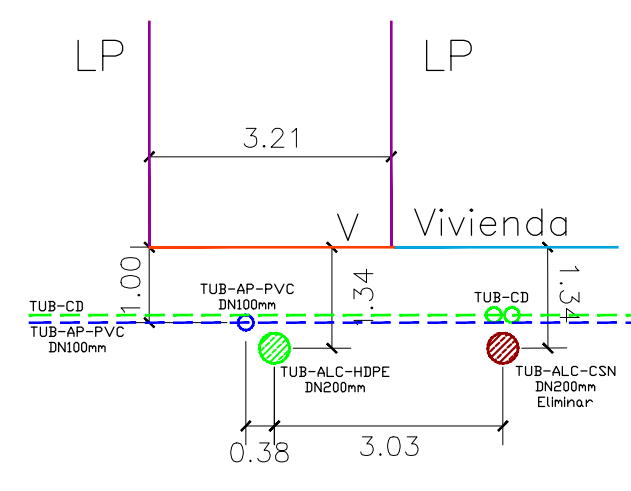 LP
LP
3.21
V
Vivienda
1.00
TUB-AP-PVC
DN100mm
1.34
TUB-CD
1.34
TUB-CD
TUB-AP-PVC
DN100mm
TUB-ALC-HDPE
DN200mm
TUB-ALC-CSN
DN200mm
Eliminar
0.38
3.03